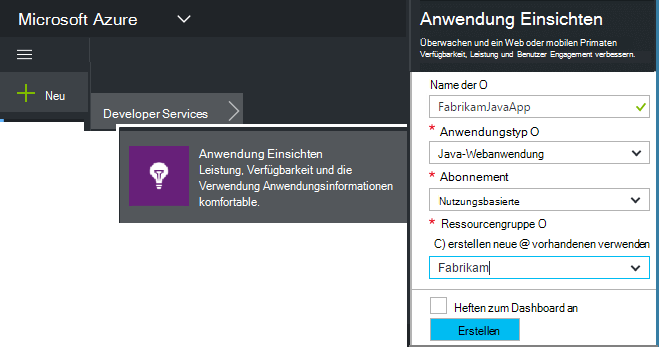 Microsoft Azure
Neu
Developer Services
Anwendung Einsichten
Leistung, Verfügbarkeit und die
Verwendung Anwendungsinformationen
komfortable.
Anwendung Einsichten
Überwachen und ein Web oder mobilen Primaten
Verfügbarkeit, Leistung und Benutzer Engagement verbessern.
Name der O
FabrikamJavaApp
* Anwendungstyp O
Java-Webanwendung
* Abonnement
Nutzungsbasierte
* Ressourcengruppe O
C) erstellen neue @ vorhandenen verwenden
Fabrikam
Heften zum Dashboard an
Erstellen